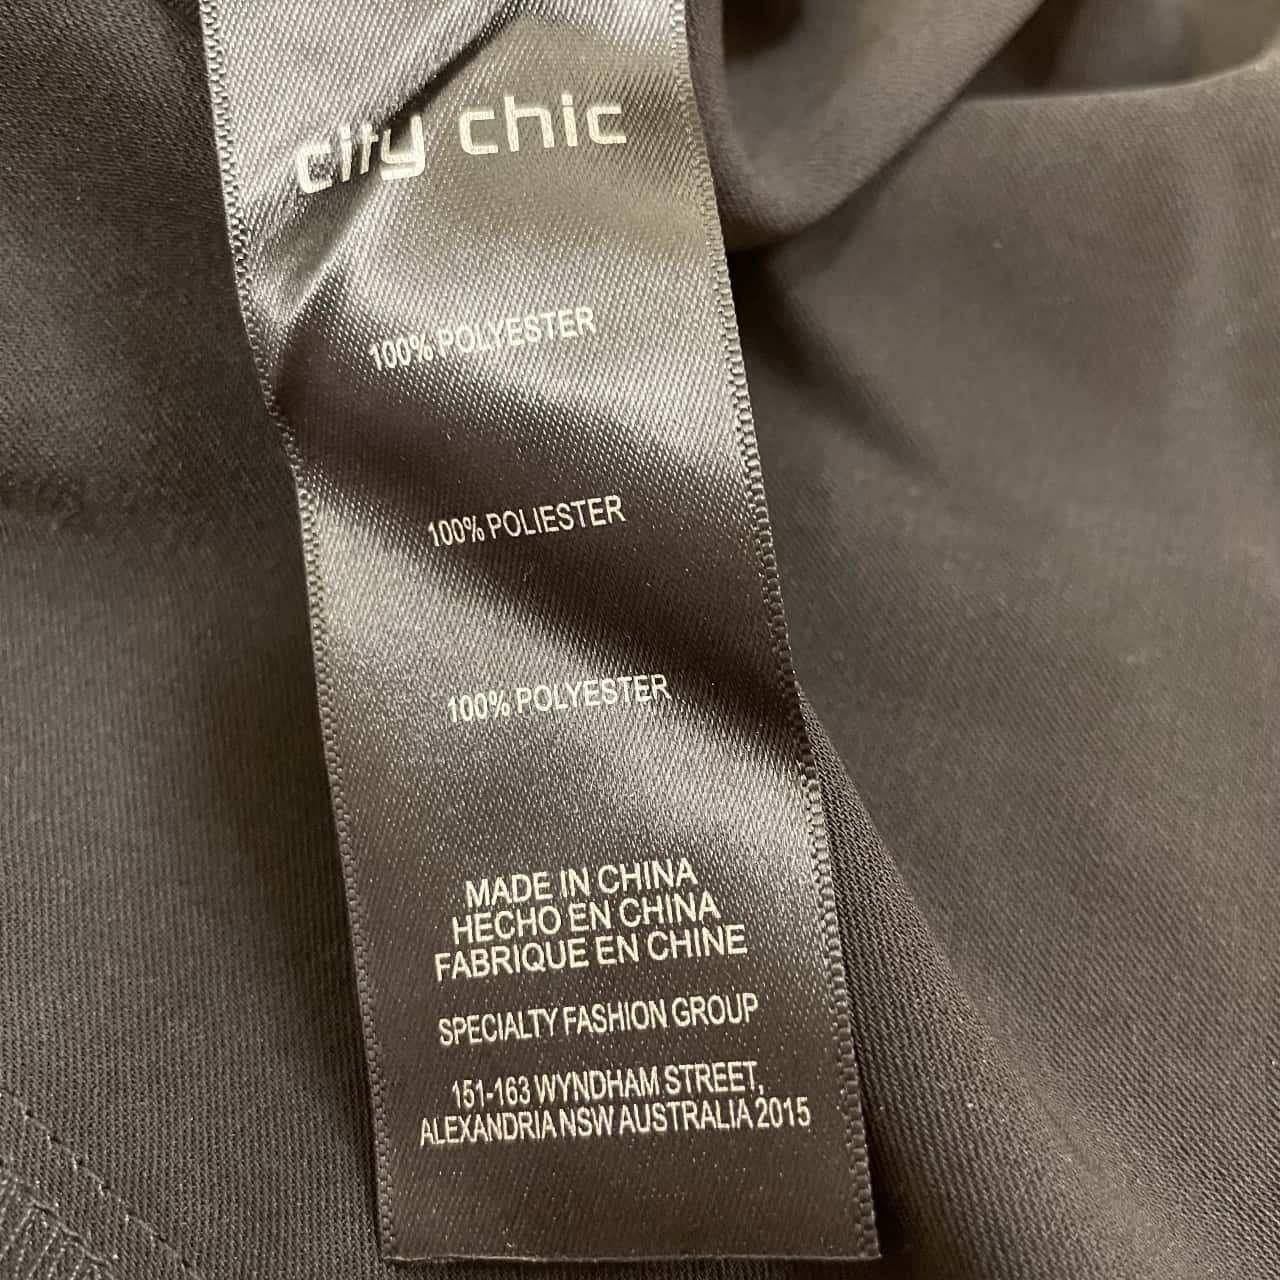 city chic
100% POLYESTER
100% POLIESTER
100% POLYESTER
MADE IN CHINA
HECHO EN CHINA
FABRIQUE EN CHINE
SPECIALTY FASHION GROUP
151-163 WYNDHAM STREET,
ALEXANDRIA NSW AUSTRALIA 2015